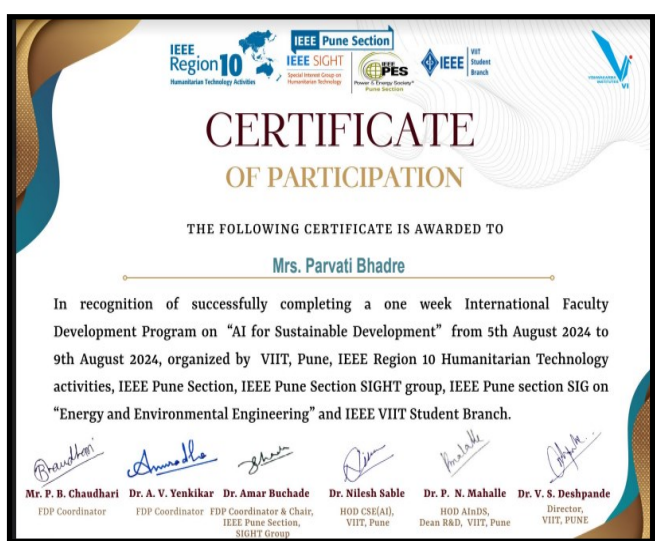 IEEE
Region 10
Humanitarian Technology Activities
IEEE Pune Section
IEEE SIGHT
Special Interest Group on
Humanitarian Technology
IEEE
PES
Power & Energy Society®
Pune Section
IEEE
VIIT
Student
Branch
VISHWAKARMA
INSTITUTES
VI
CERTIFICATE
OF PARTICIPATION
THE FOLLOWING CERTIFICATE IS AWARDED TO
Mrs. Parvati Bhadre
In recognition of successfully completing a one week International Faculty
Development Program on “AI for Sustainable Development” from 5th August 2024 to
9th August 2024, organized by VIIT, Pune, IEEE Region 10 Humanitarian Technology
activities, IEEE Pune Section, IEEE Pune Section SIGHT group, IEEE Pune section SIG on
“Energy and Environmental Engineering” and IEEE VIIT Student Branch.
Mr. P. B. Chaudhari
FDP Coordinator
Dr. A. V. Yenkikar
FDP Coordinator
Dr. Amar Buchade
FDP Coordinator & Chair,
IEEE Pune Section,
SIGHT Group
Dr. Nilesh Sable
HOD CSE(AI),
VIIT, Pune
Dr. P. N. Mahalle
HOD AInDS,
Dean R&D, VIIT, Pune
Dr. V. S. Deshpande
Director,
VIIT, PUNE